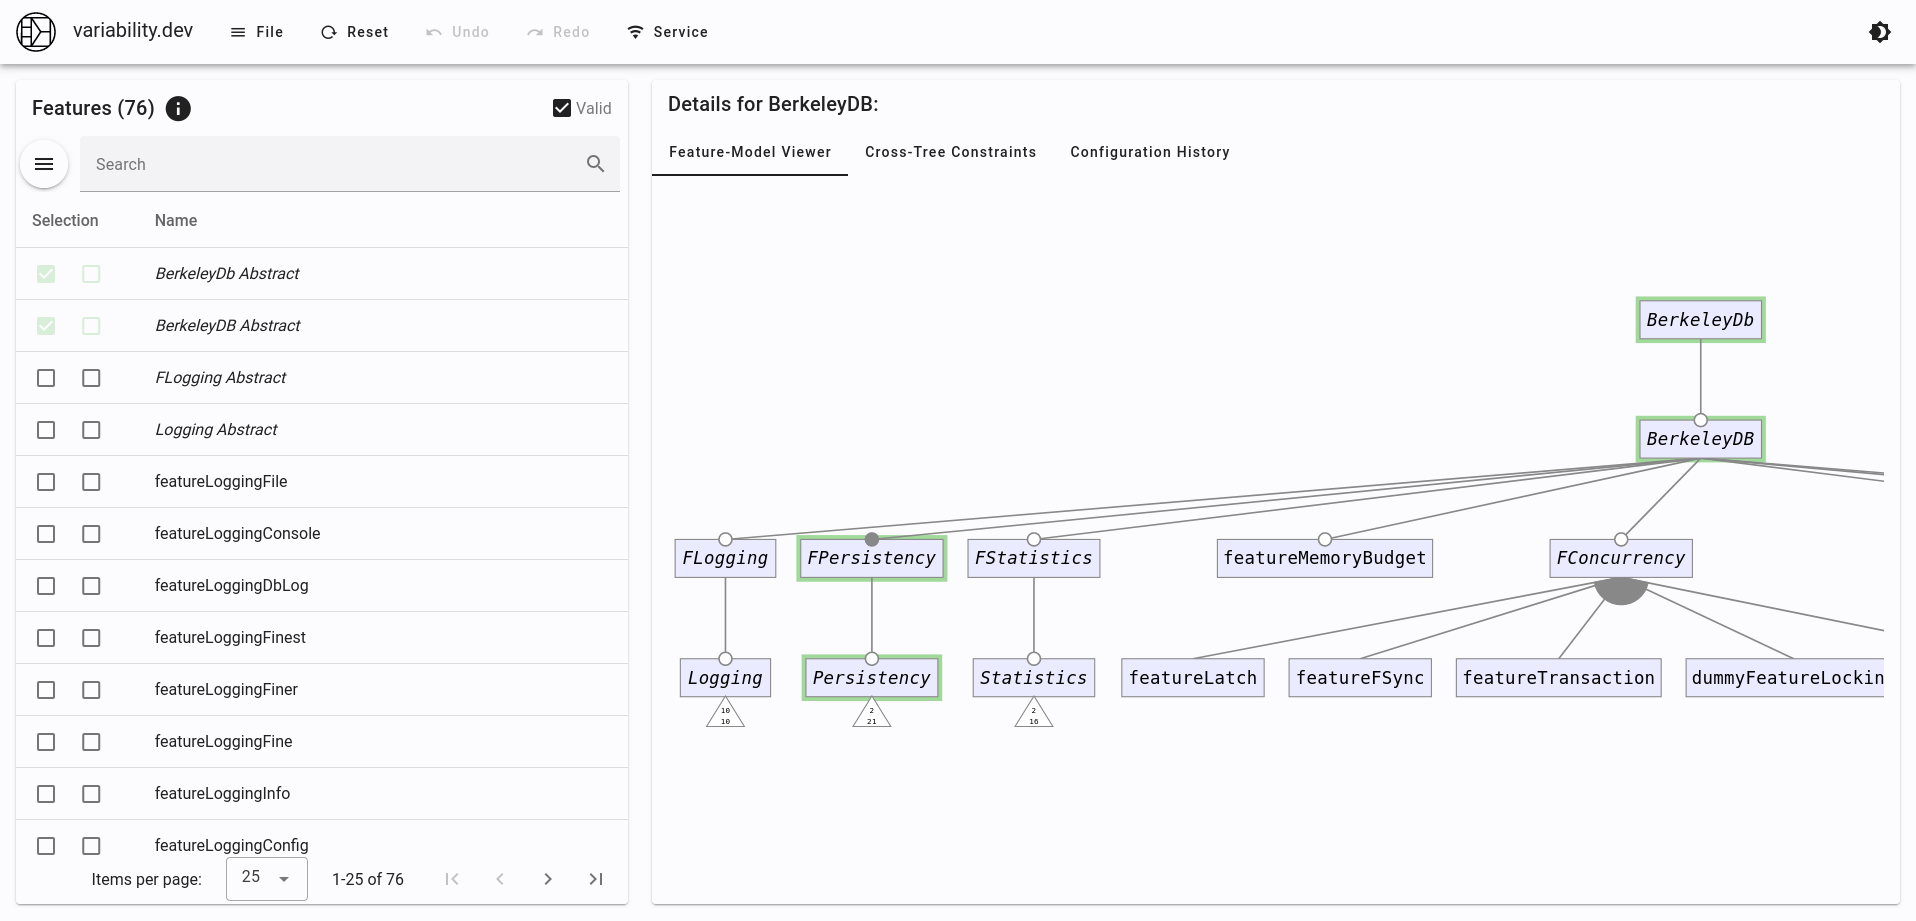 variability.dev File Reset Undo Redo Service
Features (76) Valid
Search
Selection Name
BerkeleyDb Abstract
BerkeleyDB Abstract
FLogging Abstract
Logging Abstract
featureLoggingFile
featureLoggingConsole
featureLoggingDbLog
featureLoggingFinest
featureLoggingFiner
featureLoggingFine
featureLoggingInfo
featureLoggingConfig
Items per page: 25 1-25 of 76
Details for BerkeleyDB:
Feature-Model Viewer Cross-Tree Constraints Configuration History
BerkeleyDb
BerkeleyDB
FLogging FPersistency FStatistics featureMemoryBudget FConcurrency
Logging Persistency Statistics featureLatch featureFSync featureTransaction dummyFeatureLockin
10 2 2
10 21 16